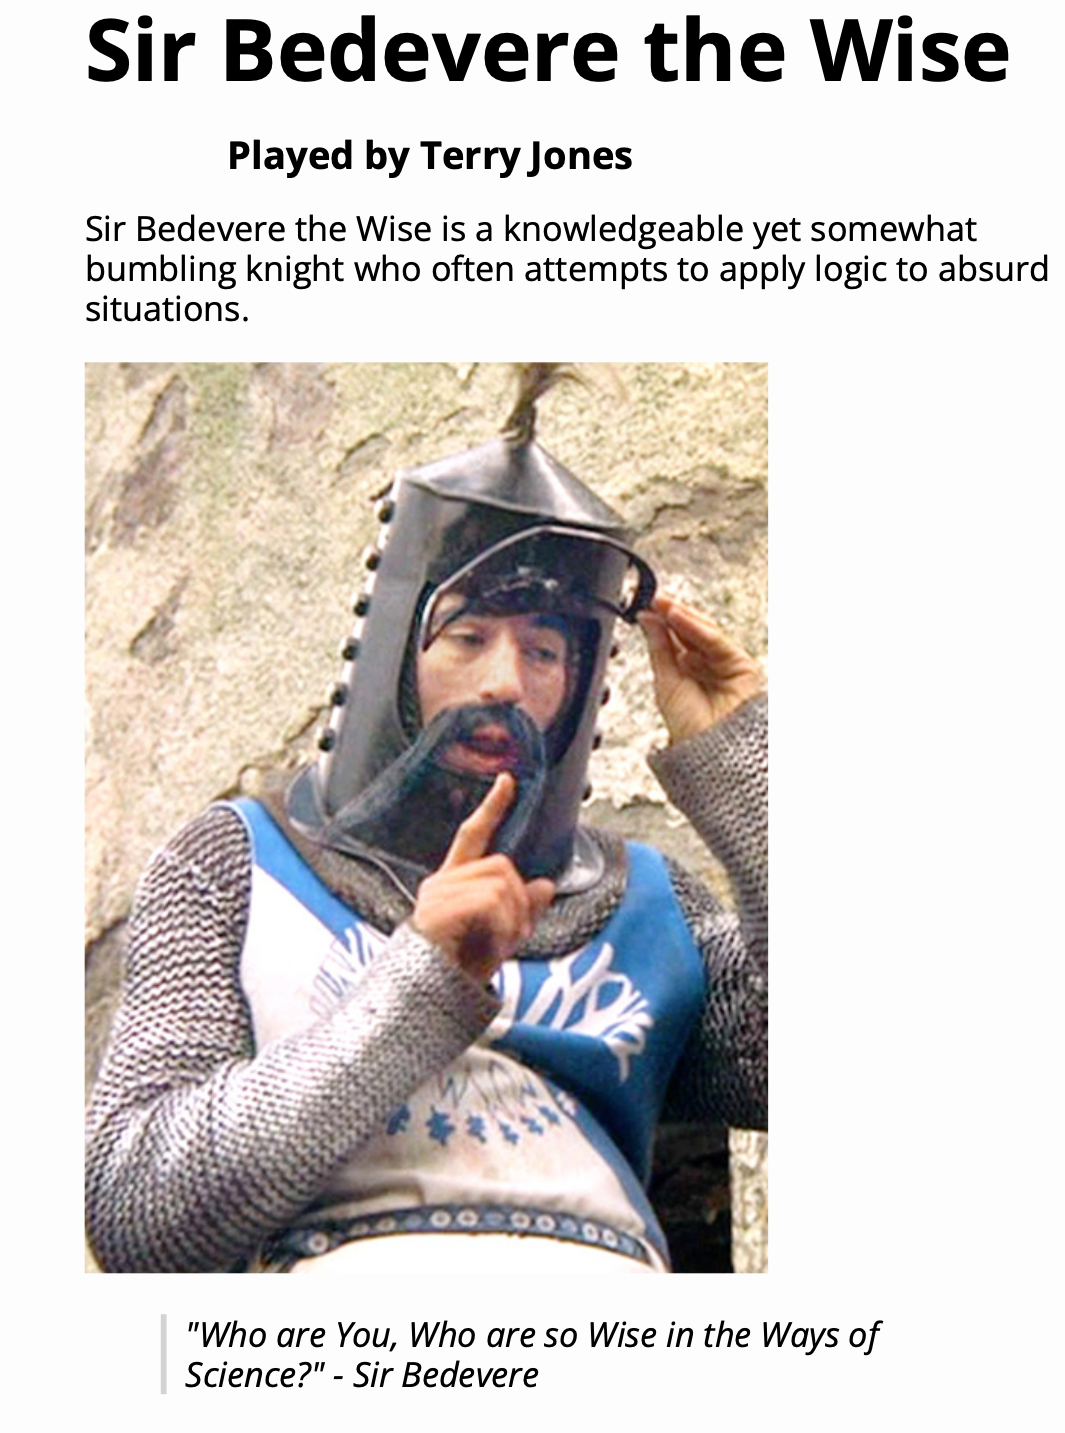 Sir Bedevere the Wise
Played by Terry Jones
Sir Bedevere the Wise is a knowledgeable yet somewhat
bumbling knight who often attempts to apply logic to absurd
situations.
"Who are You, Who are so Wise in the Ways of
Science?" - Sir Bedevere